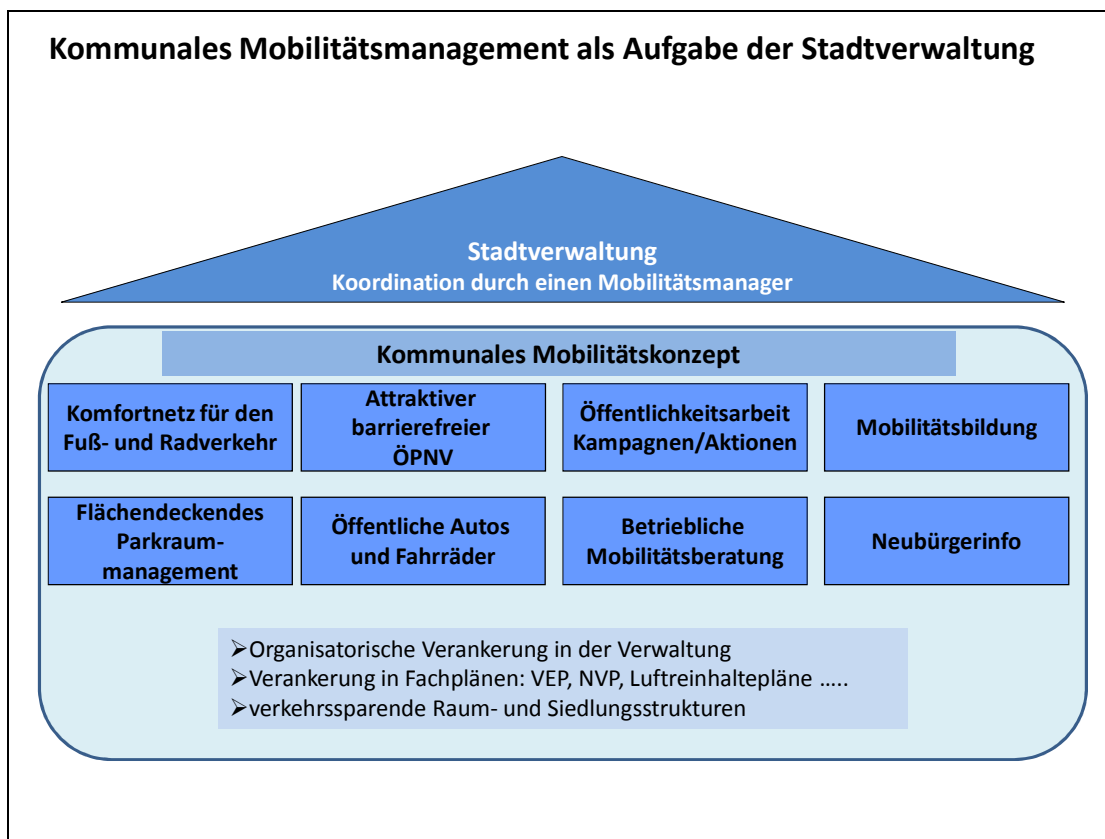 Kommunales Mobilitätsmanagement als Aufgabe der Stadtverwaltung
Stadtverwaltung
Koordination durch einen Mobilitätsmanager
Kommunales Mobilitätskonzept
Komfortnetz für den
Fuß- und Radverkehr
Attraktiver
barrierefreier
ÖPNV
Öffentlichkeitsarbeit
Kampagnen/Aktionen
Mobilitätsbildung
Flächendeckendes
Parkraum-
management
Öffentliche Autos
und Fahrräder
Betriebliche
Mobilitätsberatung
Neubürgerinfo
➢Organisatorische Verankerung in der Verwaltung
➢Verankerung in Fachplänen: VEP, NVP, Luftreinhaltepläne …..
➢verkehrssparende Raum- und Siedlungsstrukturen